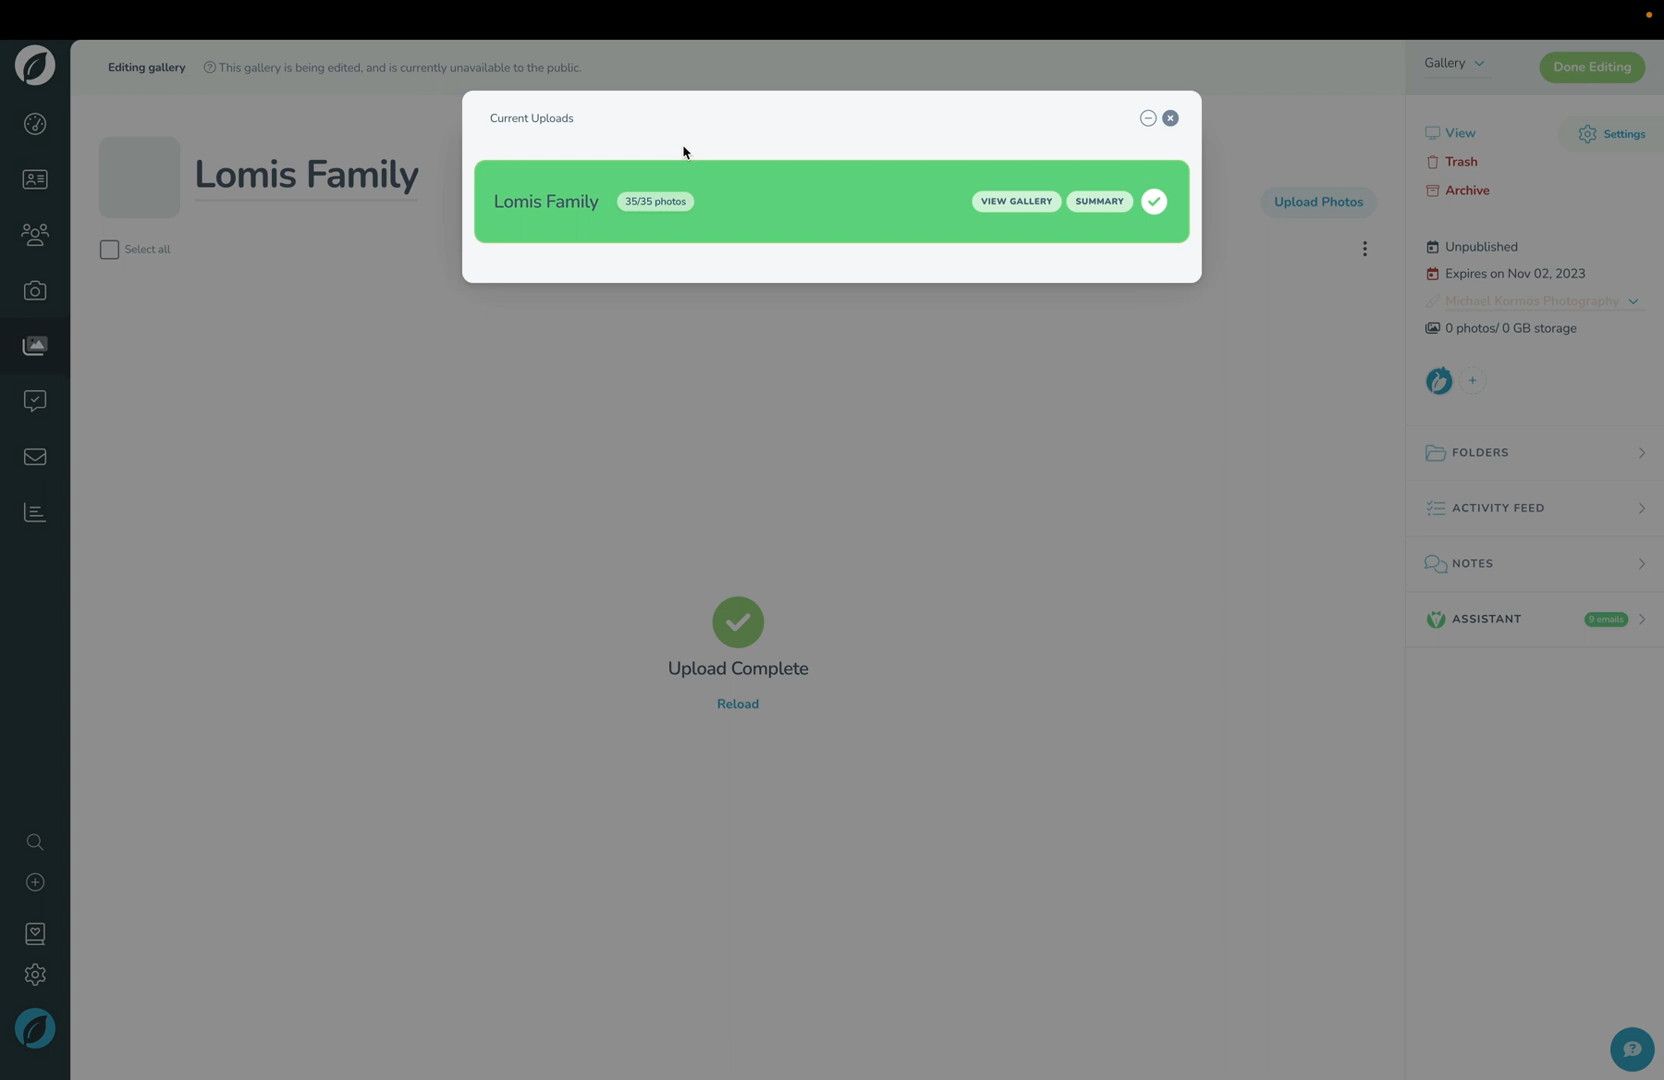 Editing gallery
This gallery is being edited, and is currently unavailable to the public.
Gallery
Done Editing
Current Uploads
Lomis Family
35/35 photos
VIEW GALLERY
SUMMARY
Lomis Family
Select all
Upload Photos
View
Settings
Trash
Archive
Unpublished
Expires on Nov 02, 2023
Michael Kormos Photography
0 photos/ 0 GB storage
FOLDERS
ACTIVITY FEED
NOTES
ASSISTANT
9 emails
Upload Complete
Reload